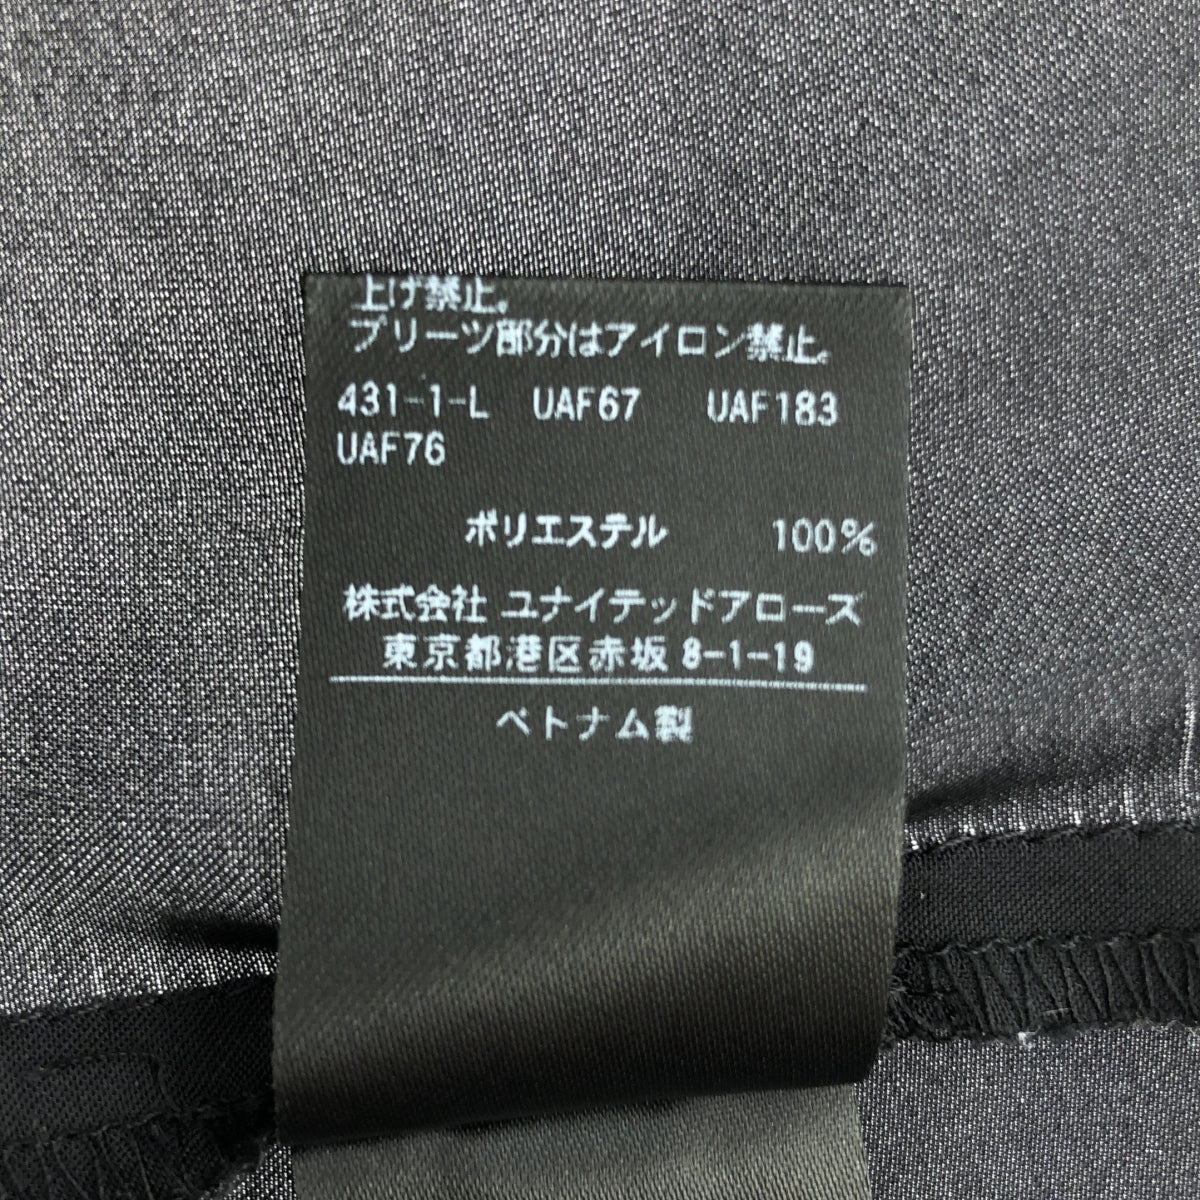 上げ禁止。
プリーツ部分はアイロン禁止。
431-1-L UAF67 UAF183
UAF76
ポリエステル 100%
株式会社 ユナイテッドアローズ
東京都港区赤坂 8-1-19
ベトナム製